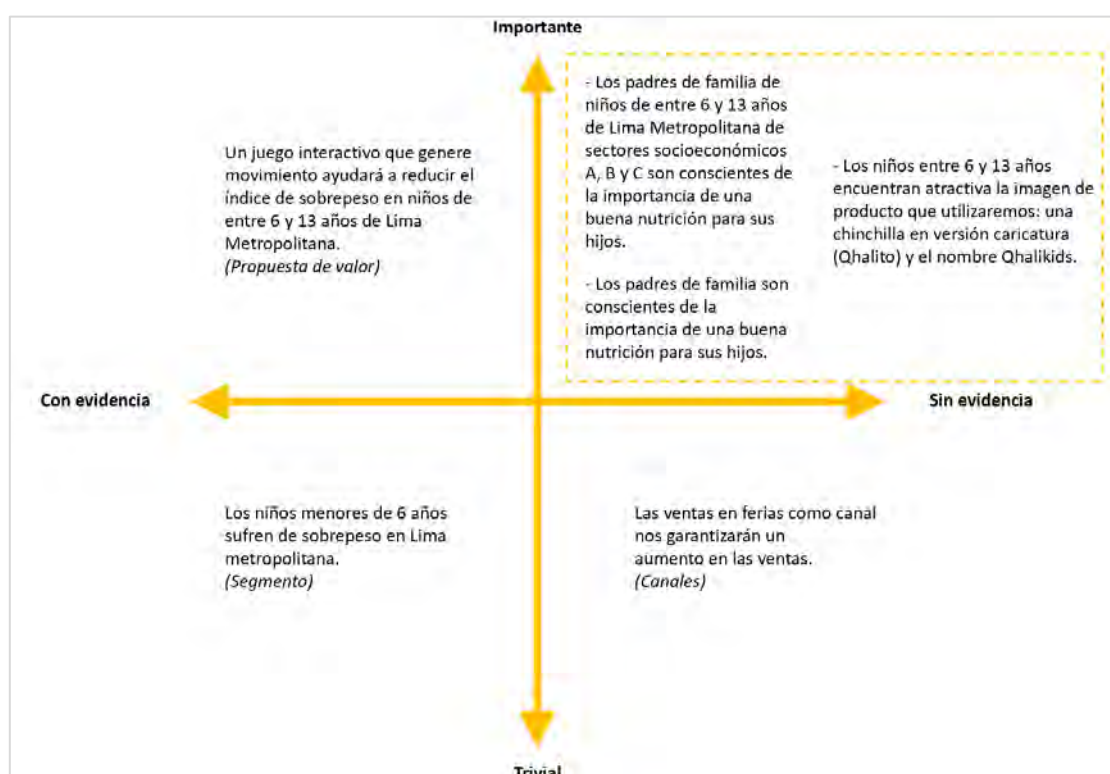 Importante
Un juego interactivo que genere
movimiento ayudará a reducir el
índice de sobrepeso en niños de
entre 6 y 13 años de Lima
Metropolitana.
(Propuesta de valor)
- Los padres de familia de
niños de entre 6 y 13 años
de Lima Metropolitana de
sectores socioeconómicos
A, B y C son conscientes de
la importancia de una
buena nutrición para sus
hijos.
- Los padres de familia son
conscientes de la
importancia de una buena
nutrición para sus hijos.
- Los niños entre 6 y 13 años
encuentran atractiva la imagen de
producto que utilizaremos: una
chinchilla en versión caricatura
(Qhalito) y el nombre Qhalikids.
Con evidencia
Sin evidencia
Los niños menores de 6 años
sufren de sobrepeso en Lima
metropolitana.
(Segmento)
Las ventas en ferias como canal
nos garantizarán un
aumento en las ventas.
(Canales)
Trivial